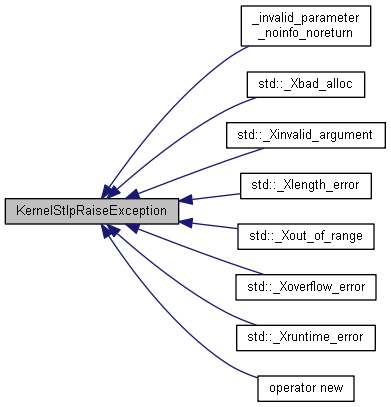 _invalid_parameter
_noinfo_noreturn
std::_Xbad_alloc
std::_Xinvalid_argument
std::_Xlength_error
KernelStlpRaiseException
std::_Xout_of_range
std::_Xoverflow_error
std::_Xruntime_error
operator new